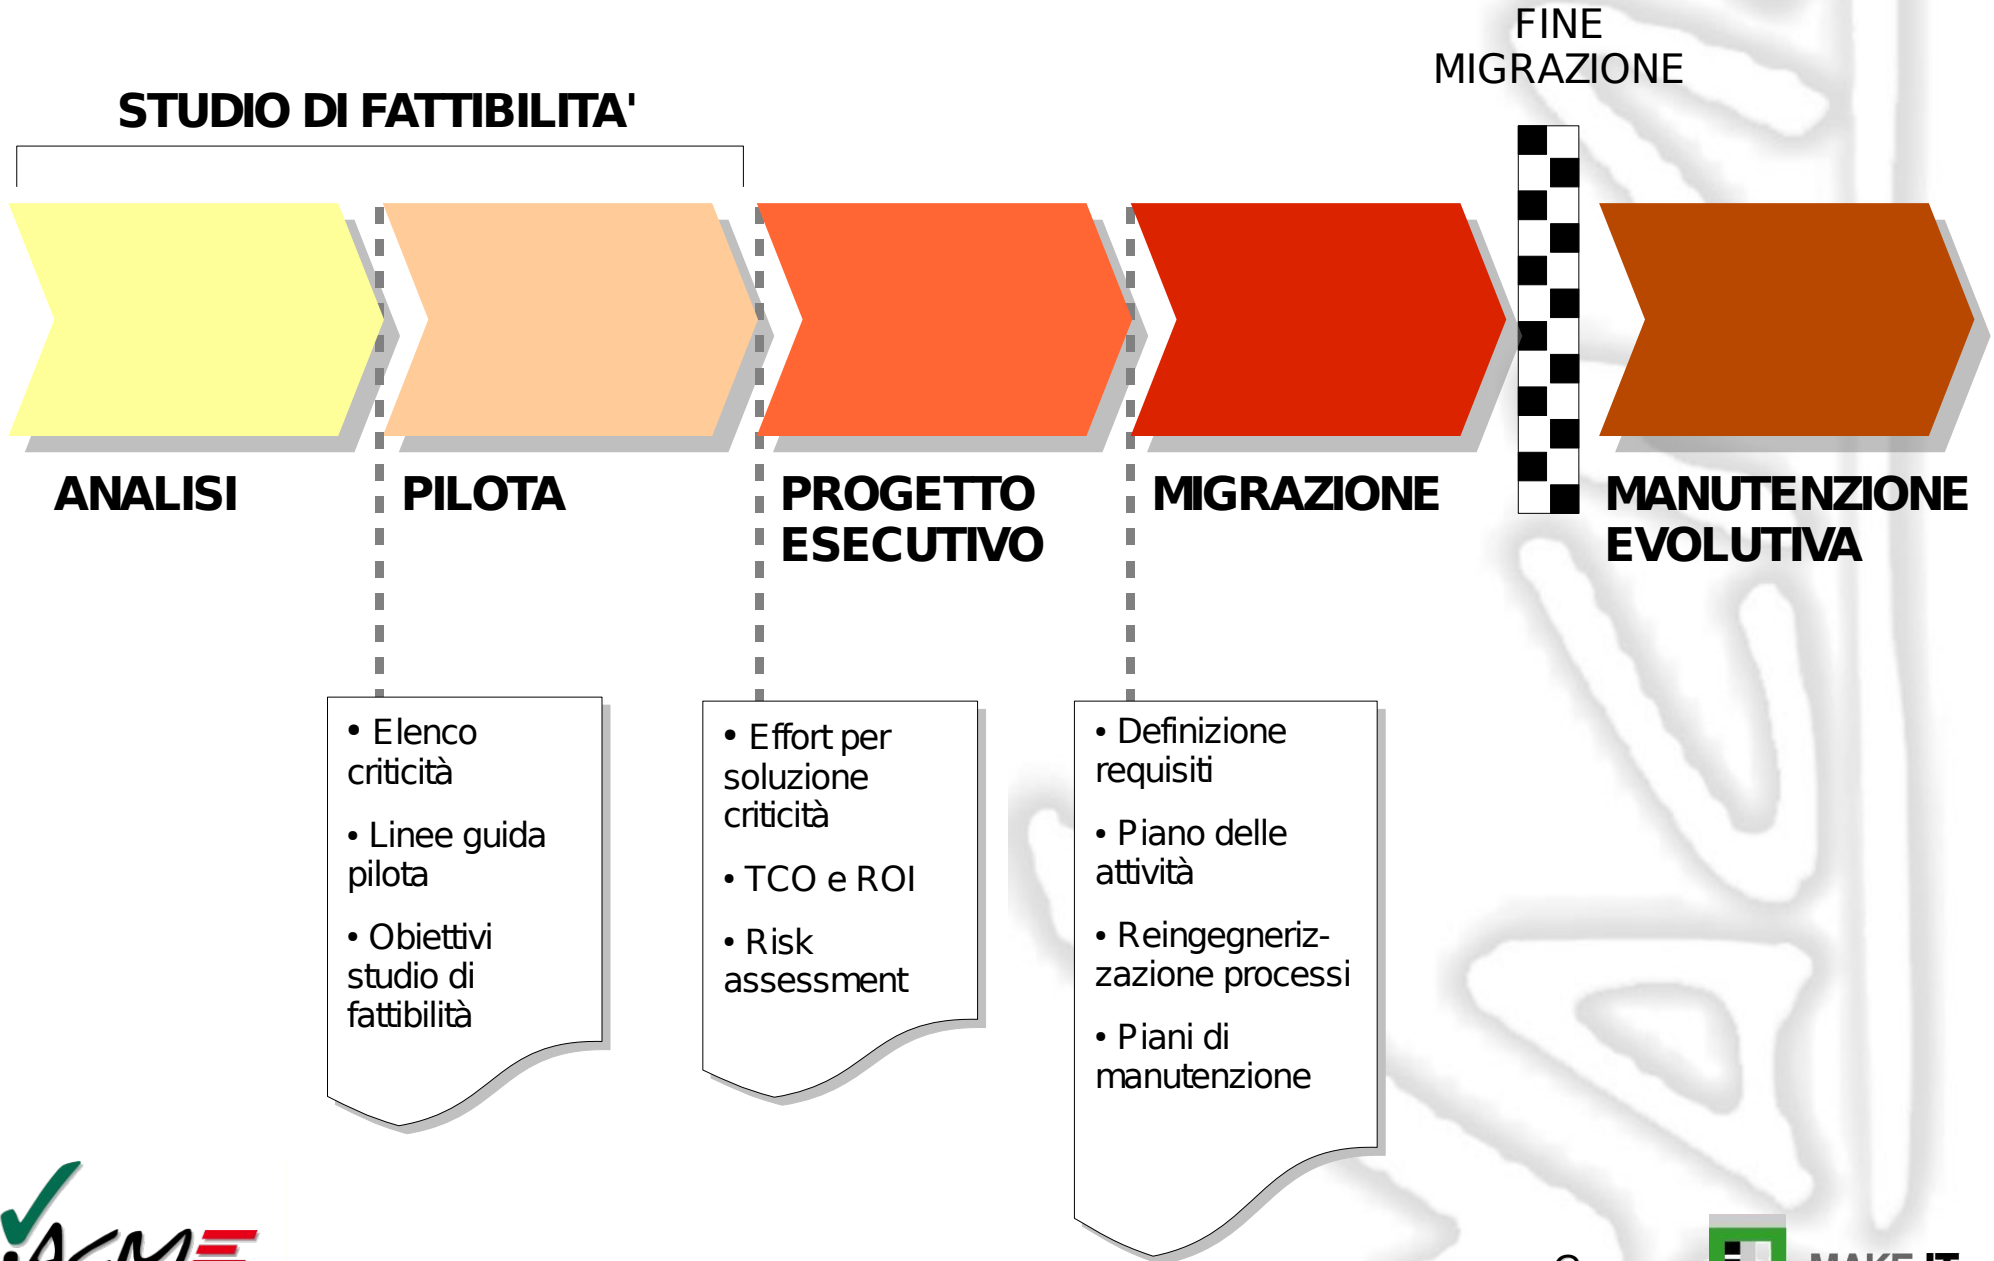 FINE
MIGRAZIONE
STUDIO DI FATTIBILITA'
ANALISI
PILOTA
PROGETTO
ESECUTIVO
MIGRAZIONE
MANUTENZIONE
EVOLUTIVA
• Elenco
criticità
• Linee guida
pilota
• Obiettivi
studio di
fattibilità
• Effort per
soluzione
criticità
• TCO e ROI
• Risk
assessment
• Definizione
requisiti
• Piano delle
attività
• Reingegneriz-
zazione processi
• Piani di
manutenzione
MAKE IT